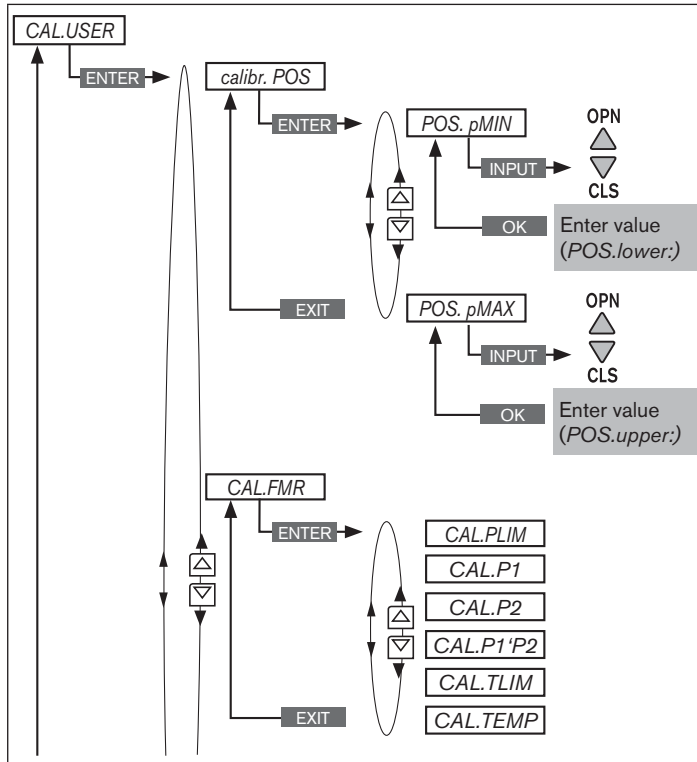 CAL.USER
ENTER
calibr. POS
ENTER
POS. pMIN
INPUT
OPN
CLS
OK
Enter value
(POS.lower:)
EXIT
POS. pMAX
INPUT
OPN
CLS
OK
Enter value
(POS.upper:)
CAL.FMR
ENTER
CAL.PLIM
CAL.P1
CAL.P2
CAL.P1‘P2
CAL.TLIM
EXIT
CAL.TEMP